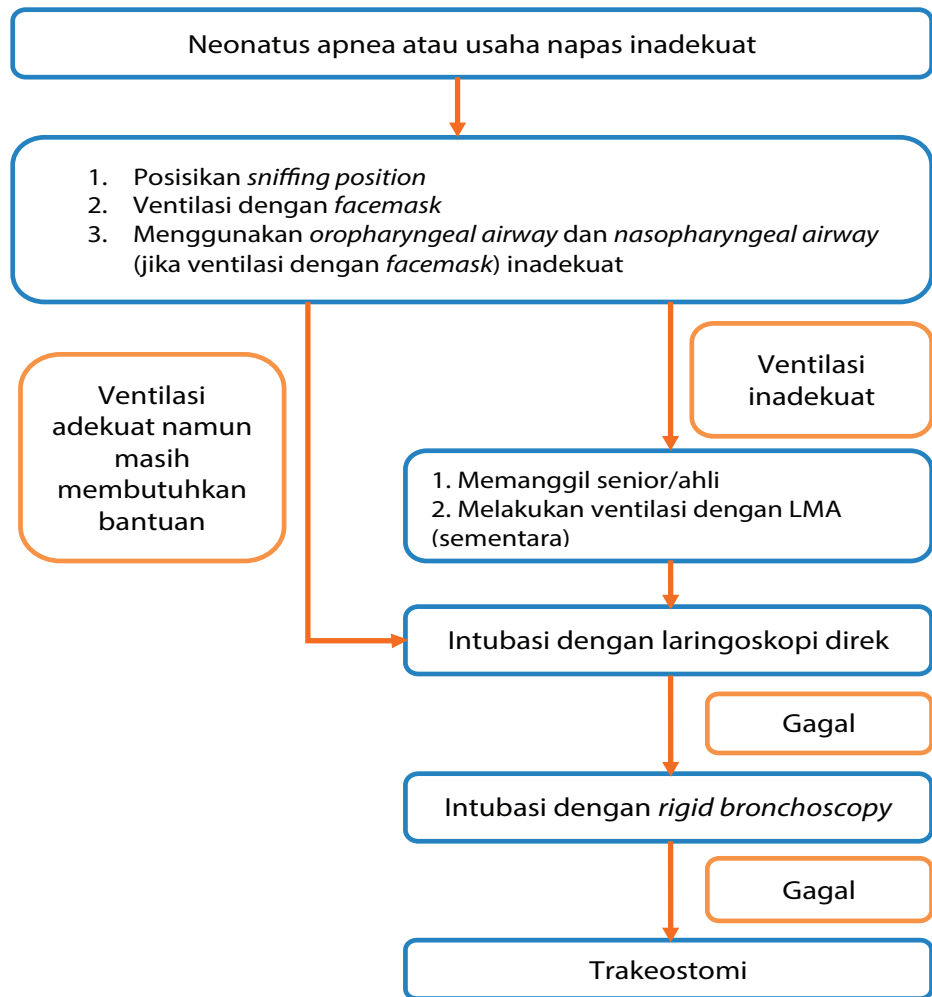 Neonatus apnea atau usaha napas inadekuat
1. Posisikan sniffing position
2. Ventilasi dengan facemask
3. Menggunakan oropharyngeal airway dan nasopharyngeal airway
(jika ventilasi dengan facemask) inadekuat
Ventilasi
adekuat namun
masih
membutuhkan
bantuan
Ventilasi
inadekuat
1. Memanggil senior/ahli
2. Melakukan ventilasi dengan LMA
(sementara)
Intubasi dengan laringoskopi direk
Gagal
Intubasi dengan rigid bronchoscopy
Gagal
Trakeostomi